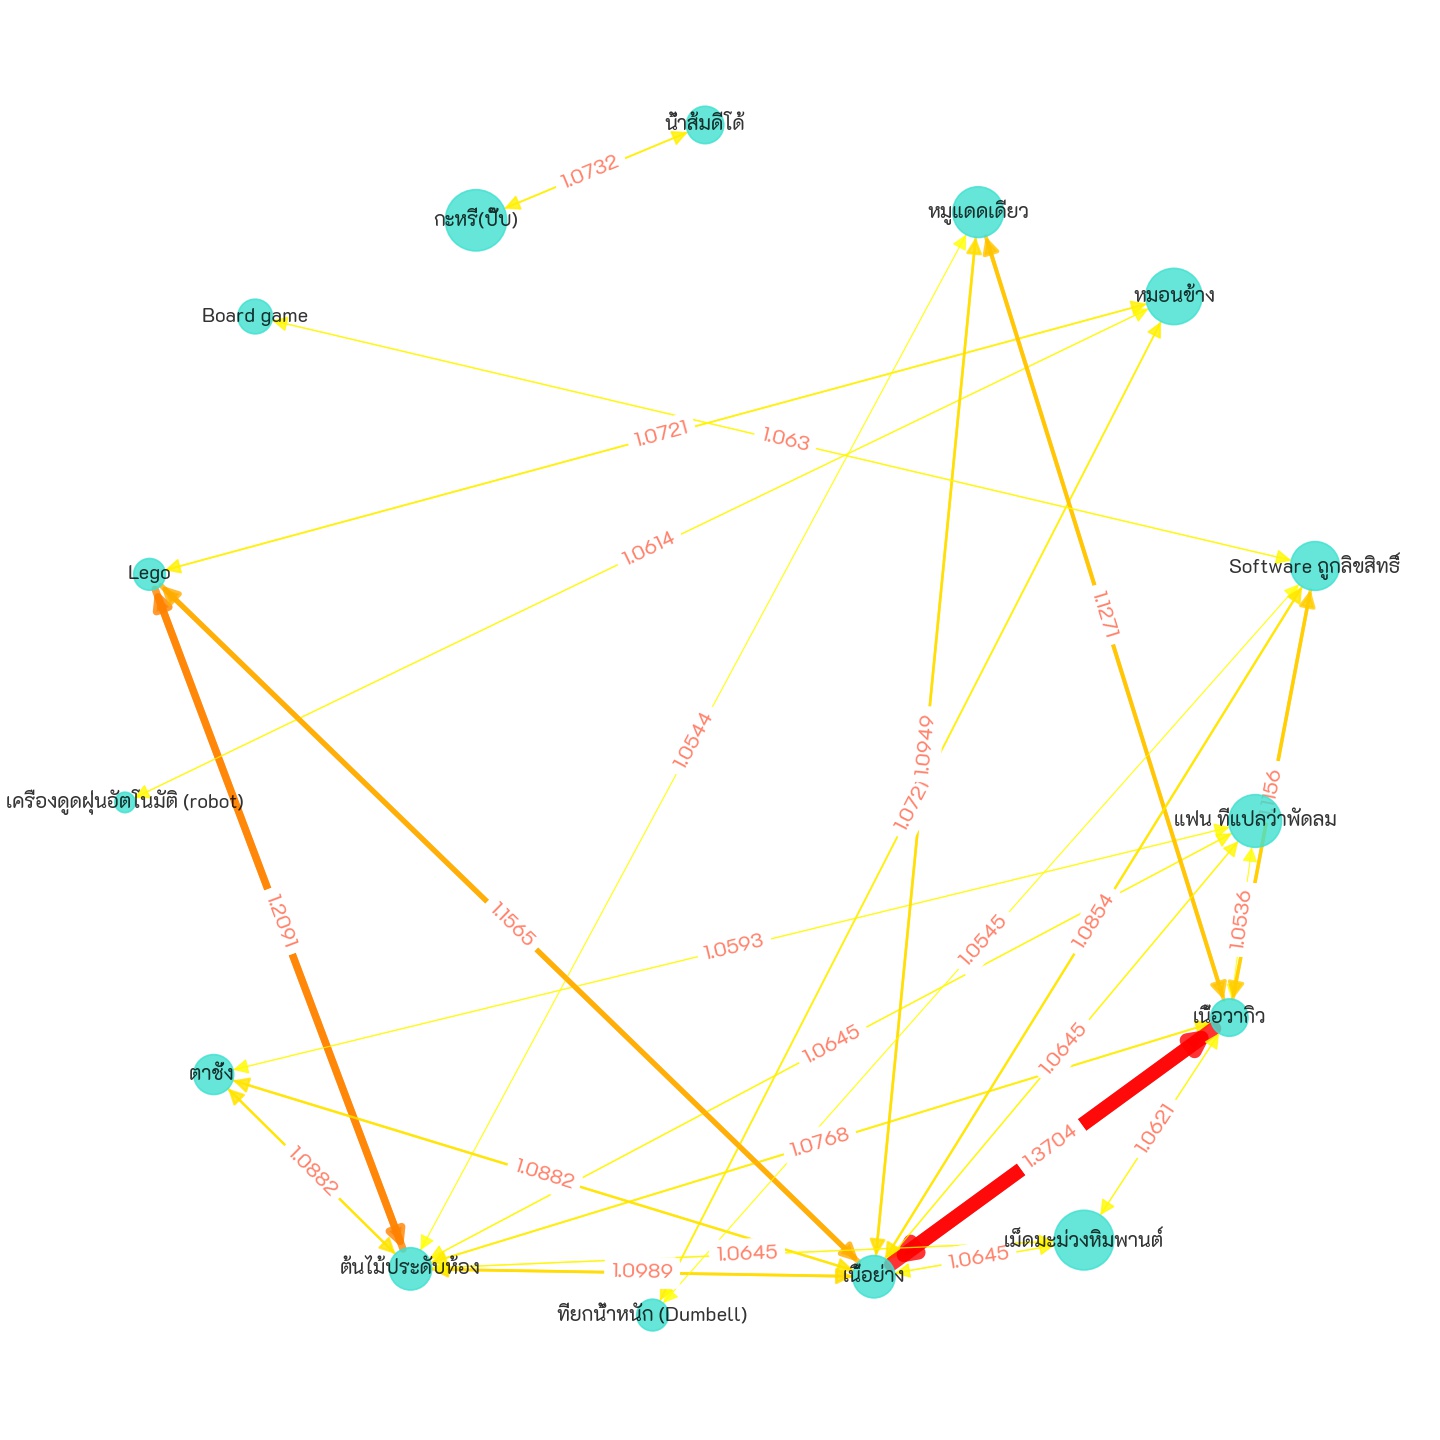 น้ำส้มดีโด้
1.0732
กะหรี่(ปั๊บ)
หมูแดดเดียว
หมอนข้าง
Board game
1.0721
1.063
1.0614
Lego
Software ถูกลิขสิทธิ์
1.1271
1.0544
1.0949
1.0721
เครื่องดูดฝุ่นอัตโนมัติ (robot)
แฟน ที่แปลว่าพัดลม
1.2091
1.1565
1.0854
1.0536
1.0593
1.0545
เนื้อวากิว
1.0645
1.0645
ตาชั่ง
1.0768
1.3704
1.0621
1.0882
1.0882
เม็ดมะม่วงหิมพานต์
1.0645
1.0645
ต้นไม้ประดับห้อง
1.0989
เนื้อย่าง
ที่ยกน้ำหนัก (Dumbell)